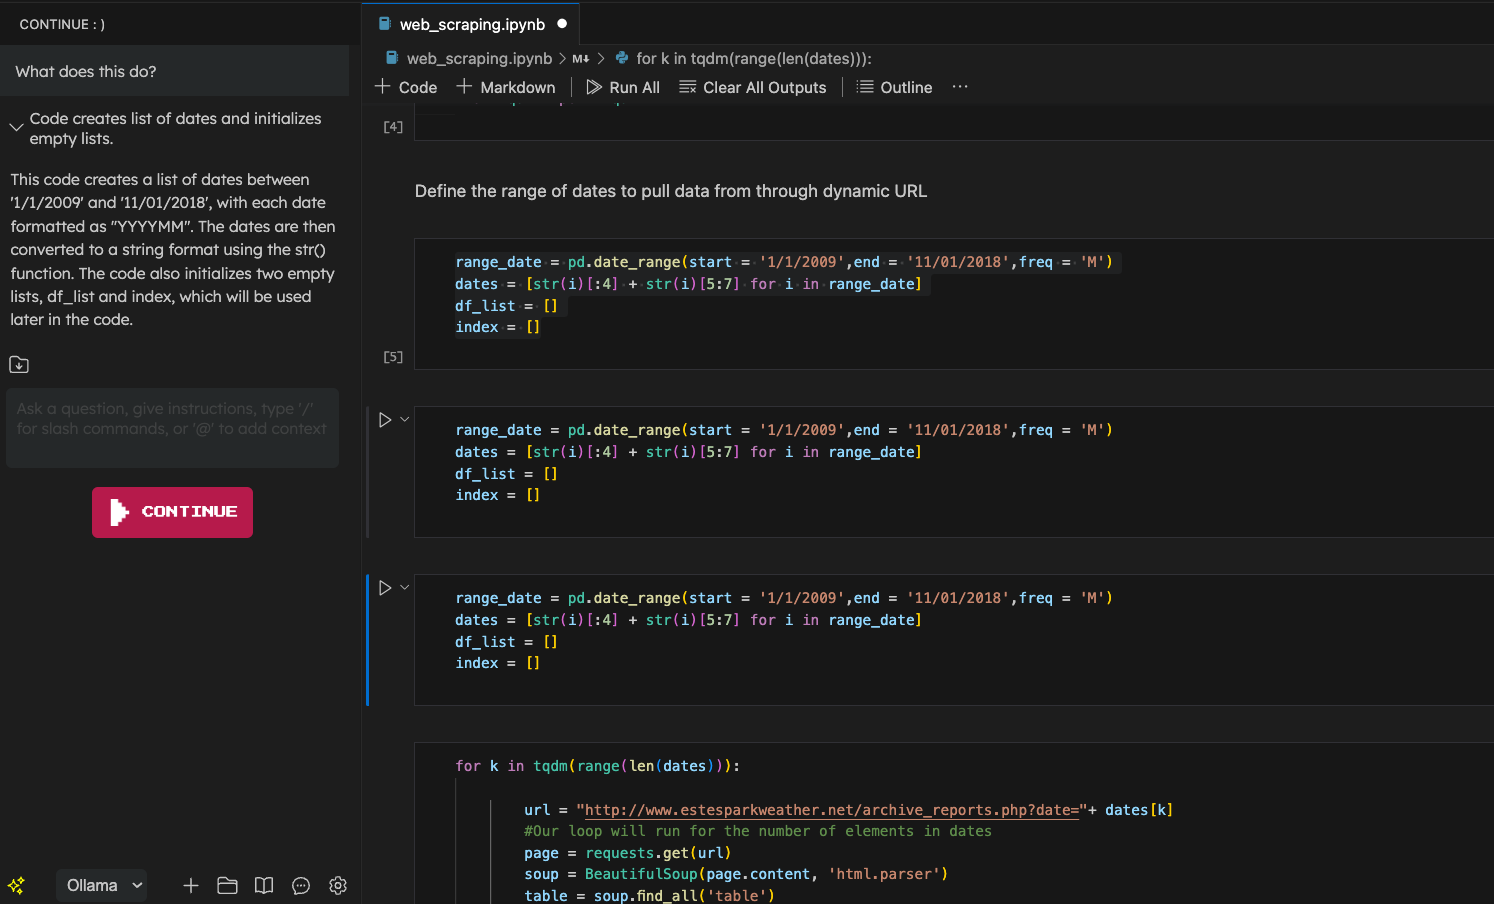 CONTINUE : )
What does this do?
Code creates list of dates and initializes
empty lists.
This code creates a list of dates between
'1/1/2009' and '11/01/2018', with each date
formatted as "YYYYMM". The dates are then
converted to a string format using the str()
function. The code also initializes two empty
lists, df_list and index, which will be used
later in the code.
Ask a question, give instructions, type '/'
for slash commands, or '@' to add context
CONTINUE
Ollama
web_scraping.ipynb
web_scraping.ipynb > M↓ > for k in tqdm(range(len(dates))):
+ Code + Markdown | Run All Clear All Outputs | Outline ...
[4]
Define the range of dates to pull data from through dynamic URL
range_date = pd.date_range(start = '1/1/2009',end = '11/01/2018',freq = 'M')
dates = [str(i)[:4] + str(i)[5:7] for i in range_date]
df_list = []
index = []
[5]
range_date = pd.date_range(start = '1/1/2009',end = '11/01/2018',freq = 'M')
dates = [str(i)[:4] + str(i)[5:7] for i in range_date]
df_list = []
index = []
range_date = pd.date_range(start = '1/1/2009',end = '11/01/2018',freq = 'M')
dates = [str(i)[:4] + str(i)[5:7] for i in range_date]
df_list = []
index = []
for k in tqdm(range(len(dates))):
url = "http://www.estesparkweather.net/archive_reports.php?date="+ dates[k]
#Our loop will run for the number of elements in dates
page = requests.get(url)
soup = BeautifulSoup(page.content, 'html.parser')
table = soup.find_all('table')